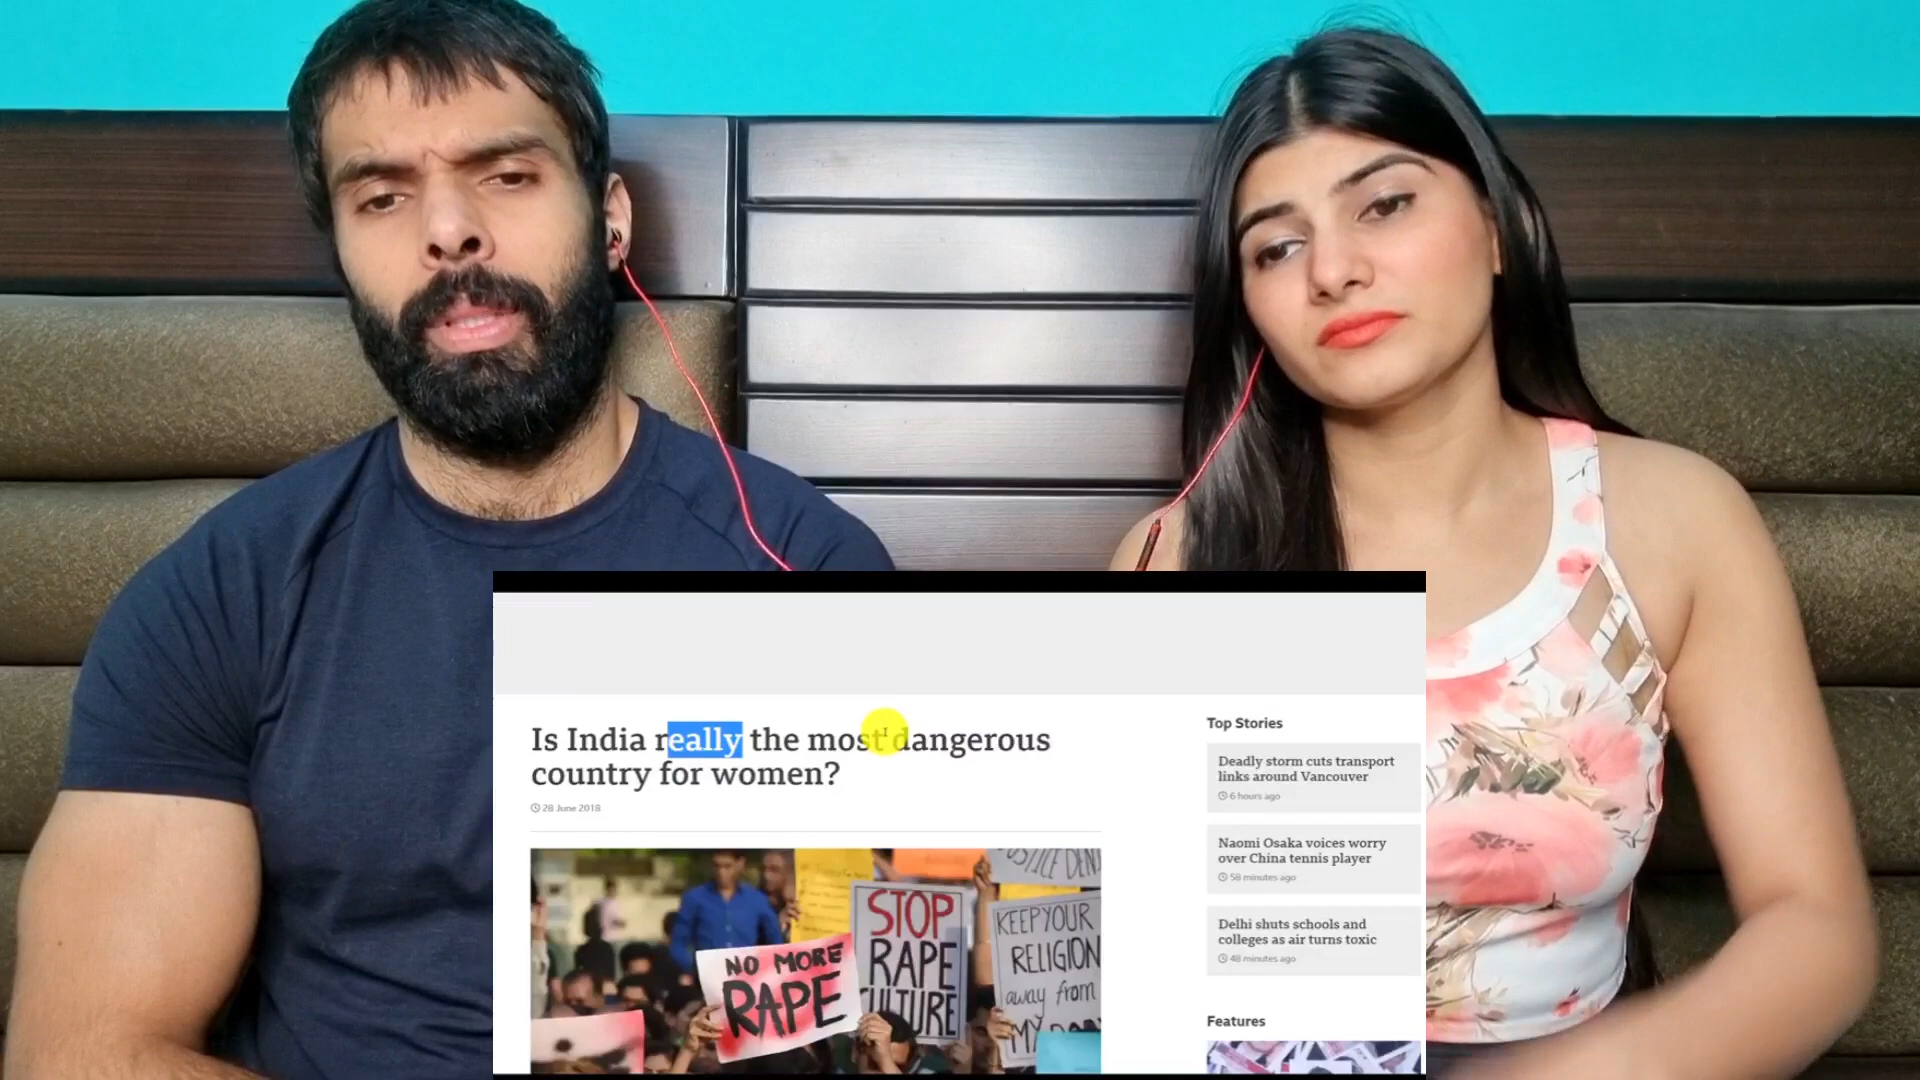 Is India really the most dangerous
country for women?
28 June 2018
Top Stories
Deadly storm cuts transport
links around Vancouver
6 hours ago
Naomi Osaka voices worry
over China tennis player
58 minutes ago
Delhi shuts schools and
colleges as air turns toxic
48 minutes ago
Features
NO MORE
RAPE
STOP
RAPE
CULTURE
KEEP YOUR
RELIGION
away from
MY